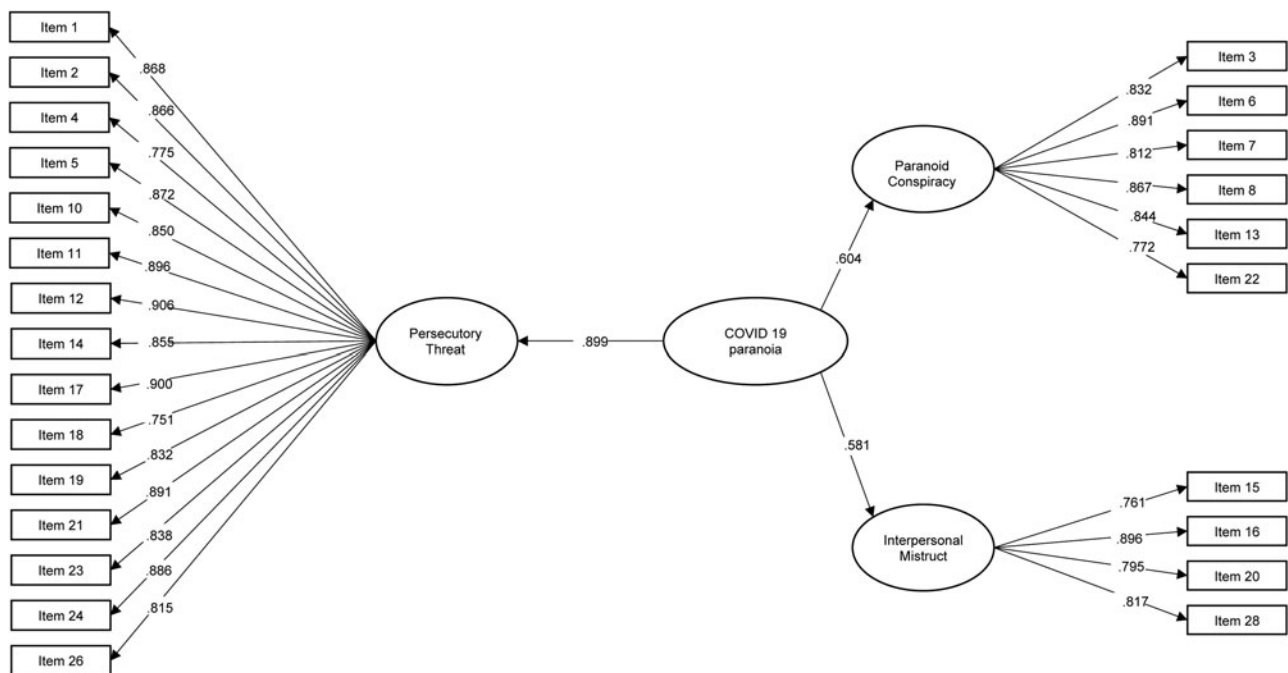 Item 1
Item 2
Item 4
Item 5
Item 10
Item 11
Item 12
Item 14
Item 17
Item 18
Item 19
Item 21
Item 23
Item 24
Item 26
.868
.866
.775
.872
.850
.896
.906
.855
.900
.751
.832
.891
.838
.886
.815
Persecutory
Threat
.899
COVID 19
paranoia
.604
.581
Paranoid
Conspiracy
.832
.891
.812
.867
.844
.772
Item 3
Item 6
Item 7
Item 8
Item 13
Item 22
Interpersonal
Mistruct
.761
.896
.795
.817
Item 15
Item 16
Item 20
Item 28